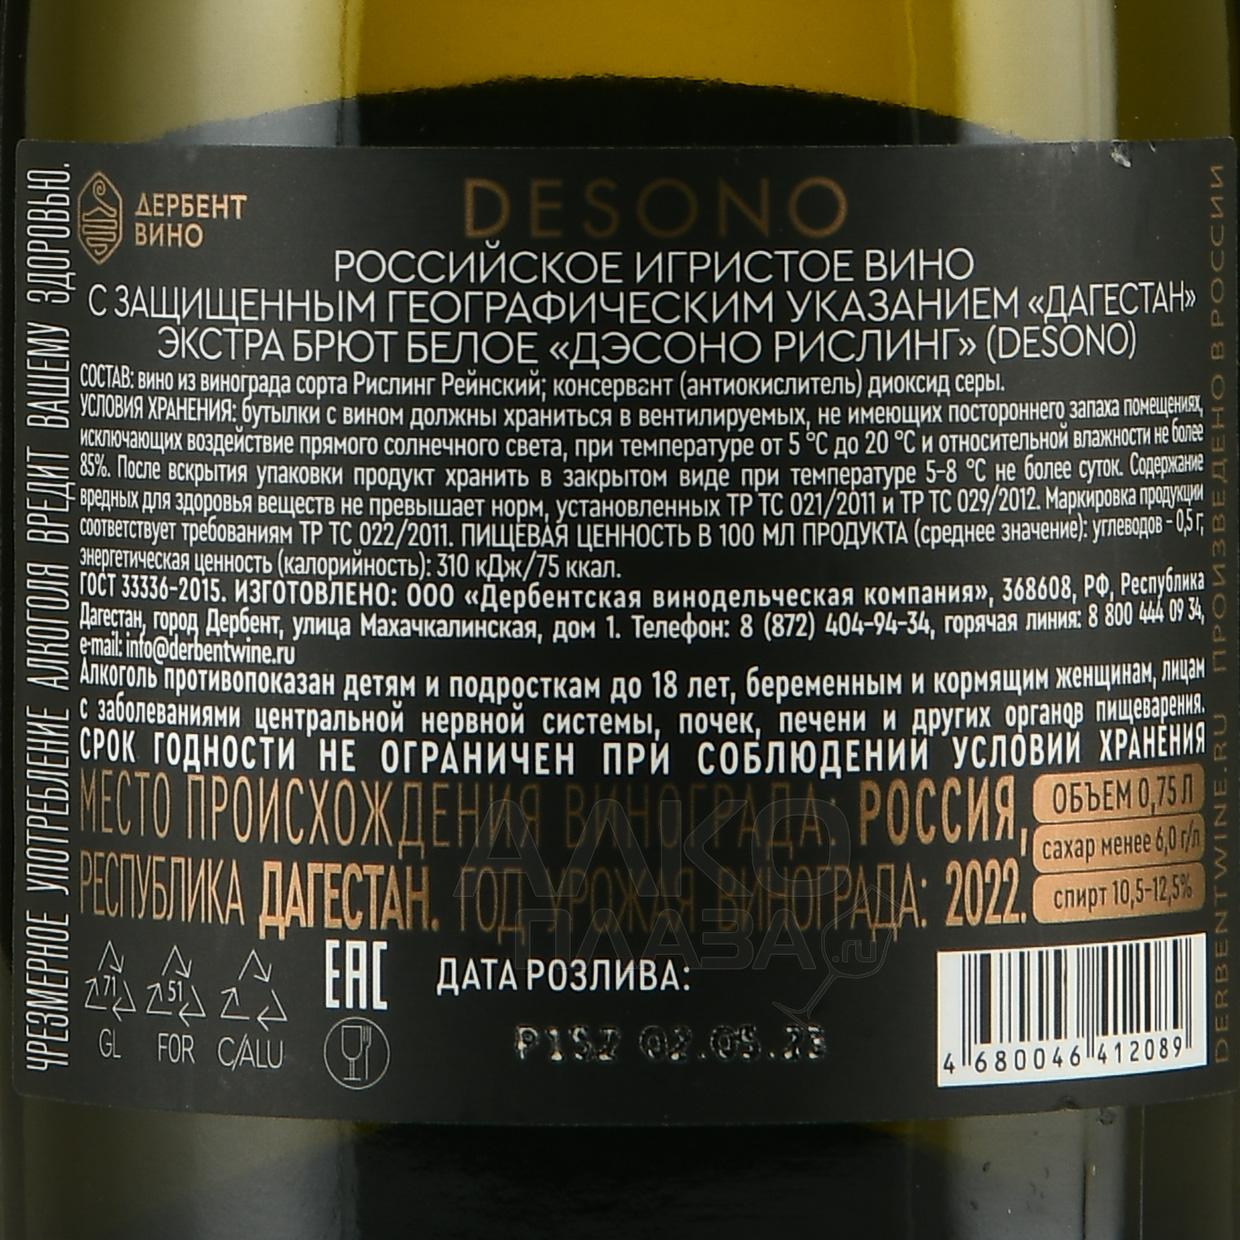 ДЕРБЕНТ
ВИНО
DESONO
РОССИЙСКОЕ ИГРИСТОЕ ВИНО
С ЗАЩИЩЕННЫМ ГЕОГРАФИЧЕСКИМ УКАЗАНИЕМ «ДАГЕСТАН»
ЭКСТРА БРЮТ БЕЛОЕ «ДЭСОНО РИСЛИНГ» (DESONO)
СОСТАВ: вино из винограда сорта Рислинг Рейнский; консервант (антиокислитель) диоксид серы.
УСЛОВИЯ ХРАНЕНИЯ: бутылки с вином должны храниться в вентилируемых, не имеющих постороннего запаха помещениях,
исключающих воздействие прямого солнечного света, при температуре от 5 °С до 20 °С и относительной влажности не более
85%. После вскрытия упаковки продукт хранить в закрытом виде при температуре 5-8 °С не более суток. Содержание
вредных для здоровья веществ не превышает норм, установленных ТР ТС 021/2011 и ТР ТС 029/2012. Маркировка продукции
соответствует требованиям ТР ТС 022/2011. ПИЩЕВАЯ ЦЕННОСТЬ В 100 МЛ ПРОДУКТА (среднее значение): углеводов - 0,5 г,
энергетическая ценность (калорийность): 310 кДж/75 ккал.
ГОСТ 33336-2015. ИЗГОТОВЛЕНО: ООО «Дербентская винодельческая компания», 368608, РФ, Республика
Дагестан, город Дербент, улица Махачкалинская, дом 1. Телефон: 8 (872) 404-94-34, горячая линия: 8 800 444 09 34,
e-mail: info@derbentwine.ru
Алкоголь противопоказан детям и подросткам до 18 лет, беременным и кормящим женщинам, лицам
с заболеваниями центральной нервной системы, почек, печени и других органов пищеварения.
СРОК ГОДНОСТИ НЕ ОГРАНИЧЕН ПРИ СОБЛЮДЕНИИ УСЛОВИЙ ХРАНЕНИЯ
МЕСТО ПРОИСХОЖДЕНИЯ ВИНОГРАДА: РОССИЯ,
РЕСПУБЛИКА ДАГЕСТАН. ГОД УРОЖАЯ ВИНОГРАДА: 2022.
ОБЪЕМ 0,75 Л
сахар менее 6,0 г/л
спирт 10,5-12,5%
71 51
GL FOR C/ALU
EAC
ДАТА РОЗЛИВА:
Р152 02.05.23
4 680046 412089
ЧРЕЗМЕРНОЕ УПОТРЕБЛЕНИЕ АЛКОГОЛЯ ВРЕДИТ ВАШЕМУ ЗДОРОВЬЮ.
DERBENTWINE.RU ПРОИЗВЕДЕНО В РОССИИ
АЛКО
ПЛАЗА.ru